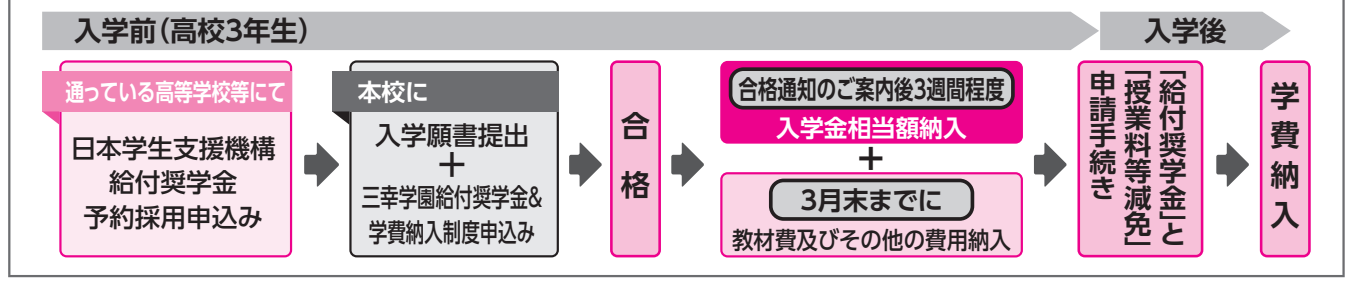 入学前(高校3年生)
入学後
通っている高等学校等にて
日本学生支援機構
給付奨学金
予約採用申込み
本校に
入学願書提出
+
三幸学園給付奨学金&
学費納入制度申込み
合格
合格通知のご案内後3週間程度
入学金相当額納入
+
3月末までに
教材費及びその他の費用納入
「給付奨学金」と
「授業料等減免」
申請手続き
学費納入